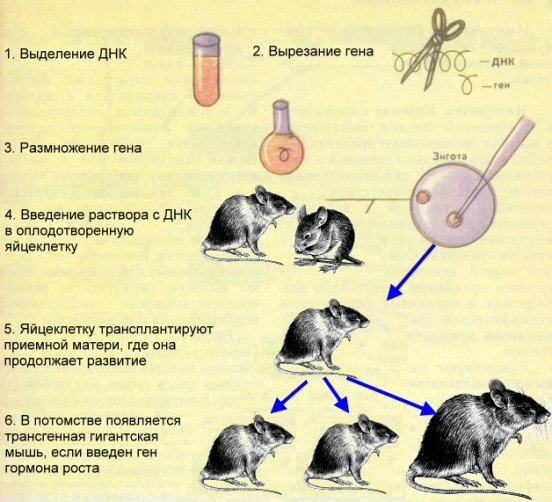 1. Выделение ДНК
2. Вырезание гена
ДНК
ген
3. Размножение гена
Зигота
4. Введение раствора с ДНК
в оплодотворенную
яйцеклетку
5. Яйцеклетку трансплантируют
приемной матери, где она
продолжает развитие
6. В потомстве появляется
трансгенная гигантская
мышь, если введен ген
гормона роста